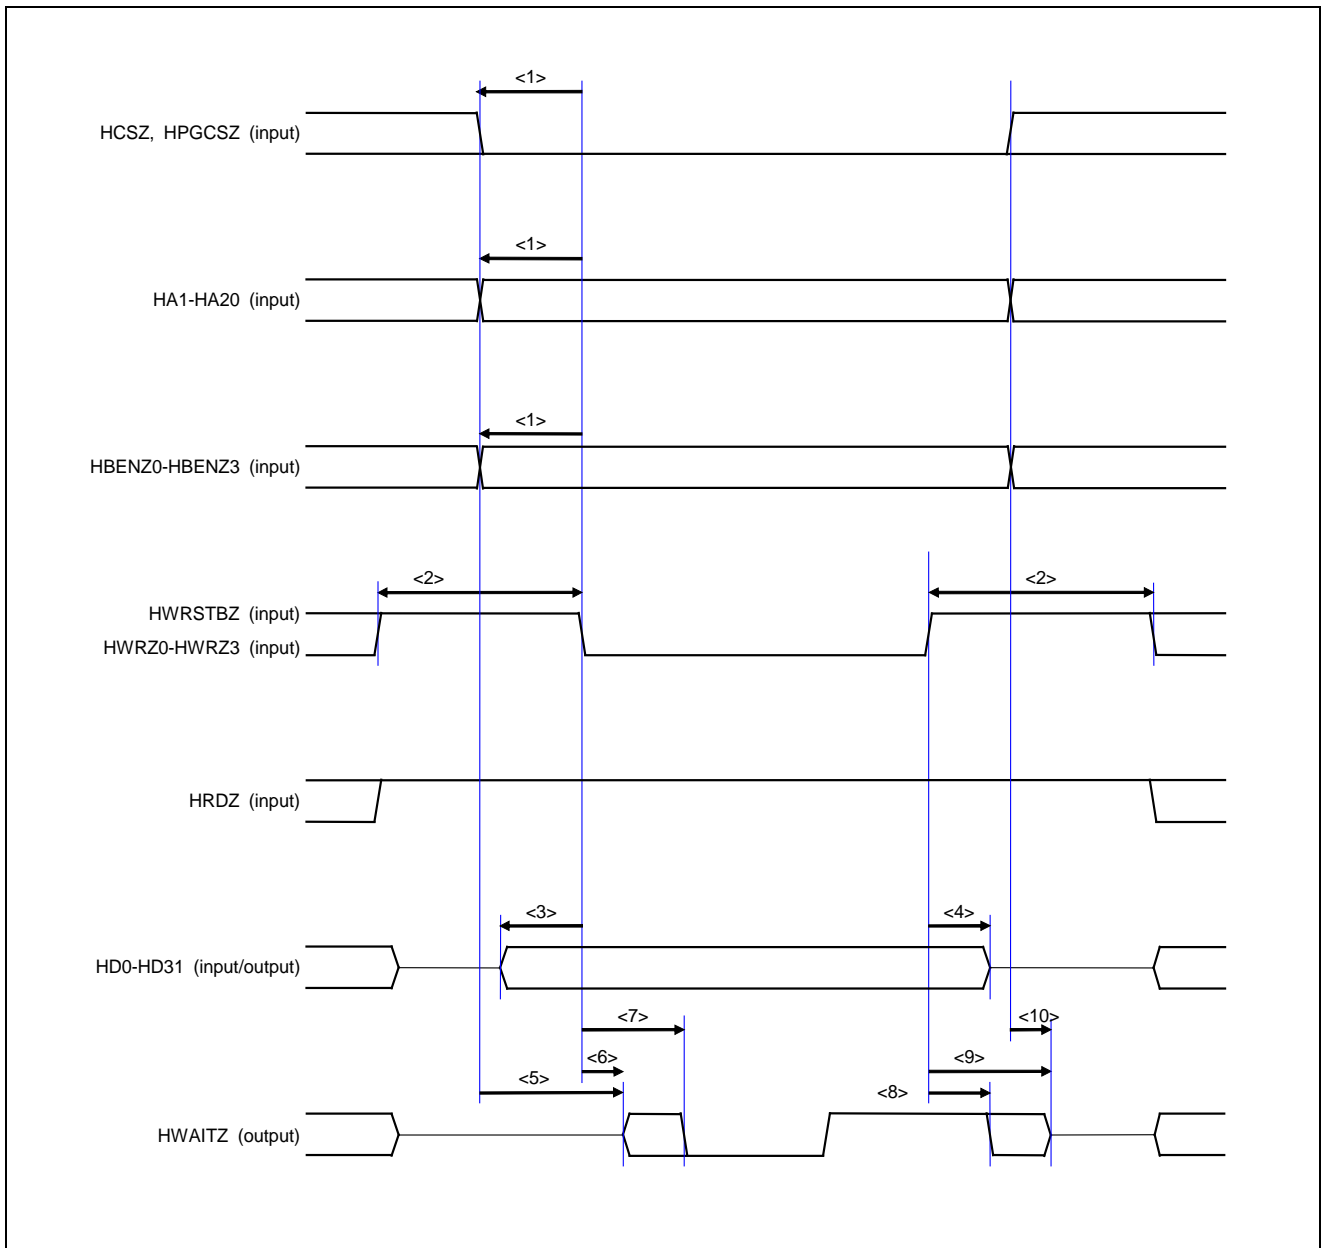 <1>
HCSZ, HPGCSZ (input)
<1>
HA1-HA20 (input)
<1>
HBENZ0-HBENZ3 (input)
<2> <2>
HWRSTBZ (input)
HWRZ0-HWRZ3 (input)
HRDZ (input)
<3> <4>
HD0-HD31 (input/output)
<7> <10>
<6> <9>
<5> <8>
HWAITZ (output)